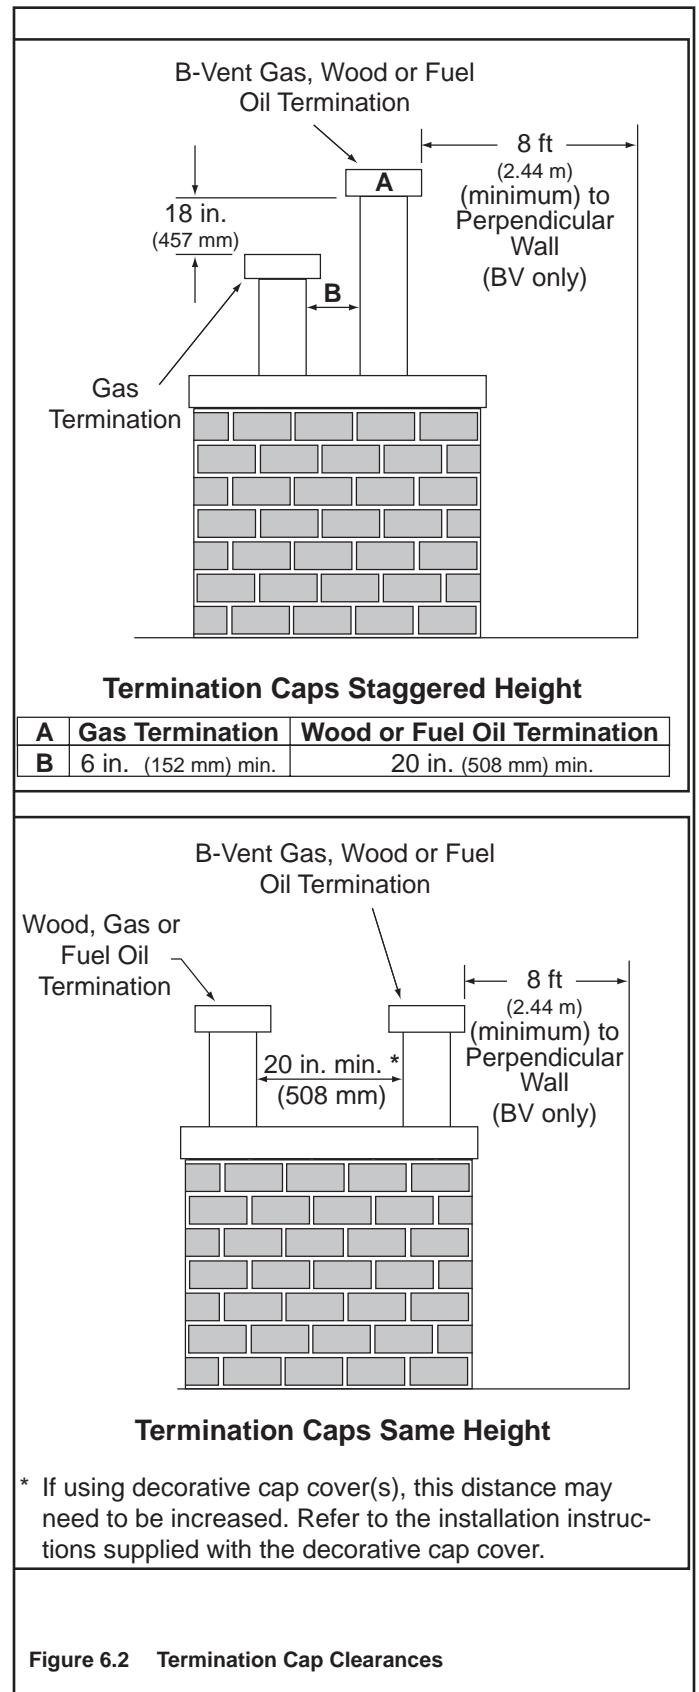 B-Vent Gas, Wood or Fuel
Oil Termination
8 ft
(2.44 m)
(minimum) to
Perpendicular
Wall
(BV only)
A
18 in.
(457 mm)
B
Gas
Termination
Termination Caps Staggered Height
A Gas Termination Wood or Fuel Oil Termination
B 6 in. (152 mm) min. 20 in. (508 mm) min.
B-Vent Gas, Wood or Fuel
Oil Termination
Wood, Gas or
Fuel Oil
Termination
8 ft
(2.44 m)
(minimum) to
Perpendicular
Wall
(BV only)
20 in. min. *
(508 mm)
Termination Caps Same Height
* If using decorative cap cover(s), this distance may
need to be increased. Refer to the installation instruc-
tions supplied with the decorative cap cover.
Figure 6.2 Termination Cap Clearances